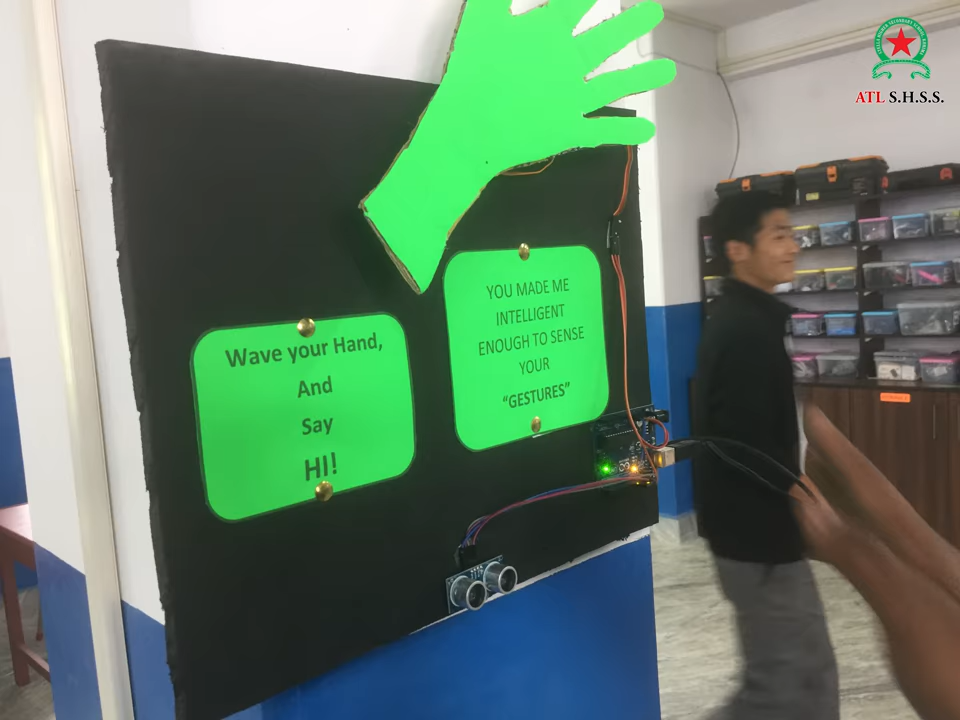 Wave your Hand,
And
Say
HI!
YOU MADE ME
INTELLIGENT
ENOUGH TO SENSE
YOUR
“GESTURES”
ATL S.H.S.S.